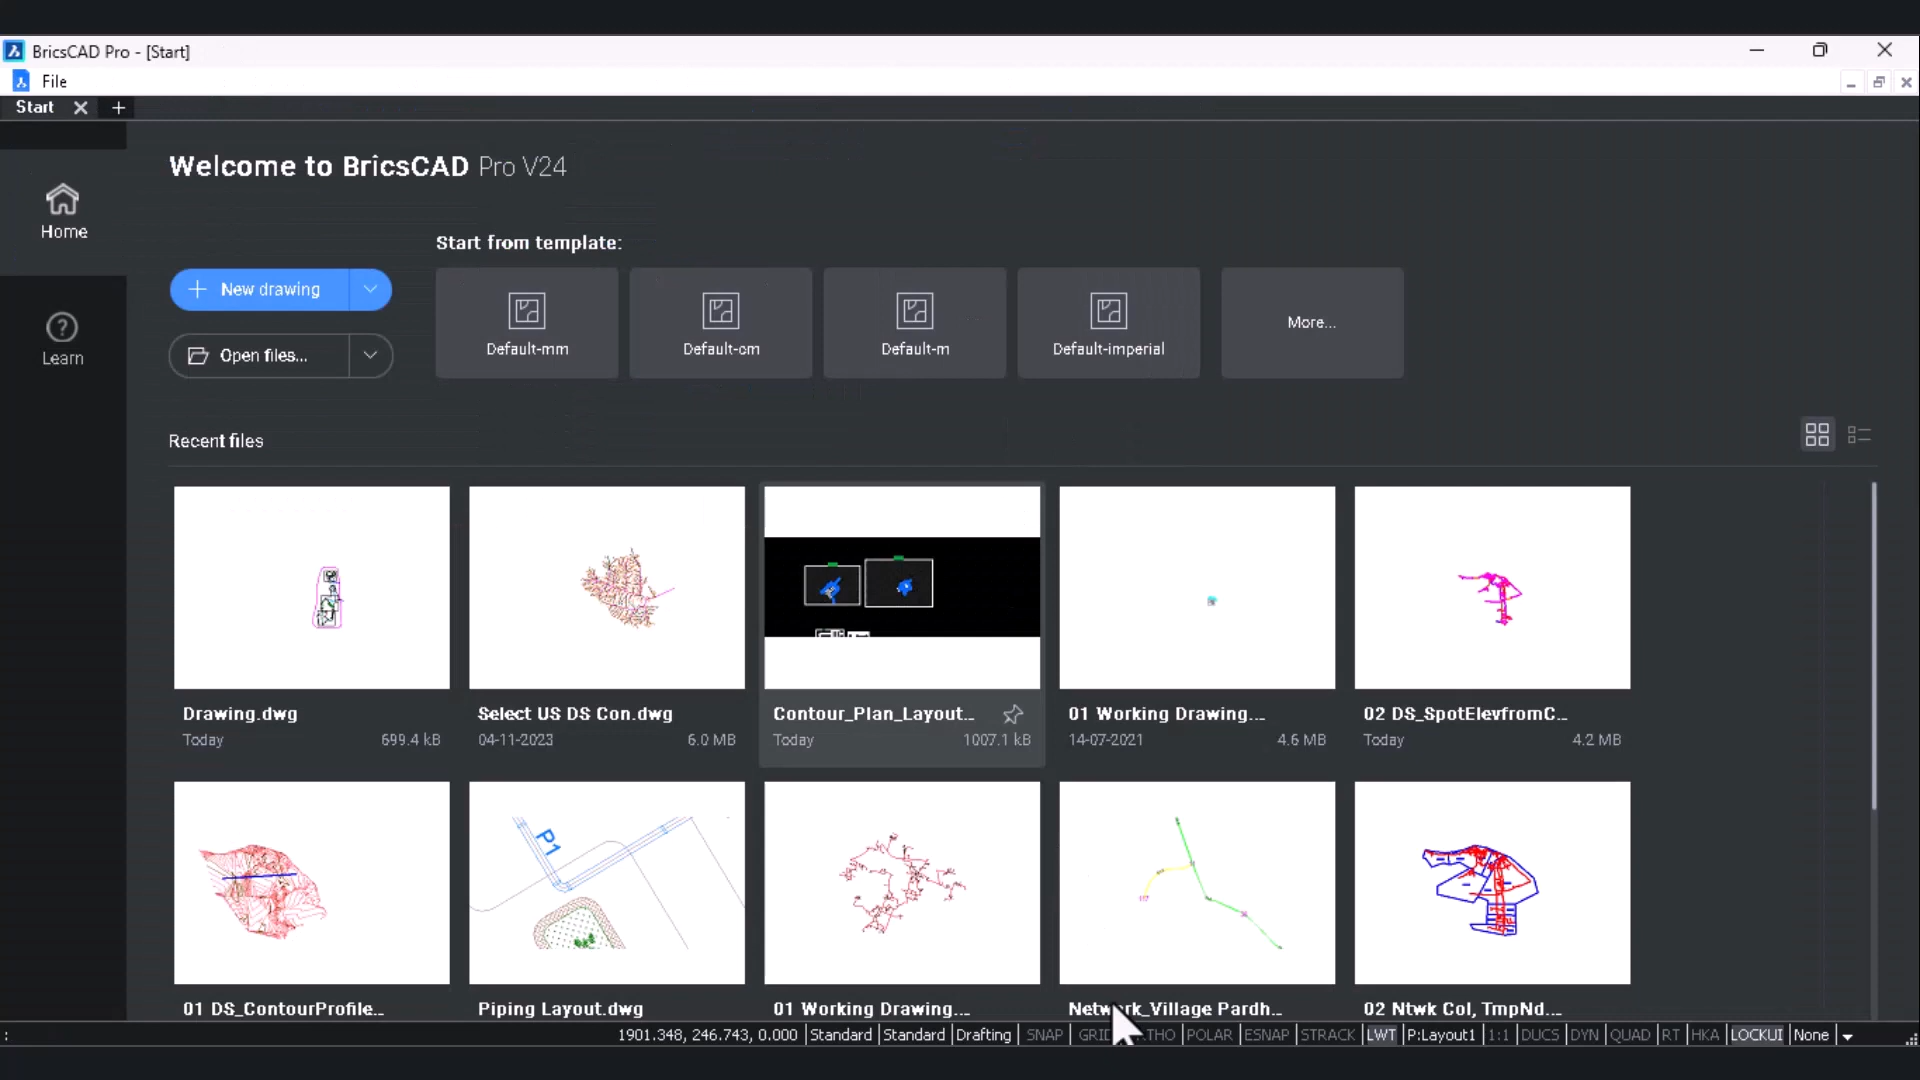 BricsCAD Pro - [Start]
File
Start
Welcome to BricsCAD Pro V24
Home
Start from template:
New drawing
Default-mm
Default-cm
Default-m
Default-imperial
More...
Learn
Open files...
Recent files
Drawing.dwg
Today 699.4 kB
Select US DS Con.dwg
04-11-2023 6.0 MB
Contour_Plan_Layout...
Today 1007.1 kB
01 Working Drawing...
14-07-2021 4.6 MB
02 DS_SpotElevfromC...
Today 4.2 MB
P1
01 DS_ContourProfile...
Piping Layout.dwg
01 Working Drawing...
Network_Village Pardh...
02 Ntwk Col, TmpNd...
: 1901.348, 246.743, 0.000 Standard Standard Drafting SNAP GRID THO POLAR ESNAP STRACK LWT P:Layout1 1:1 DUCS DYN QUAD RT HKA LOCKUI None